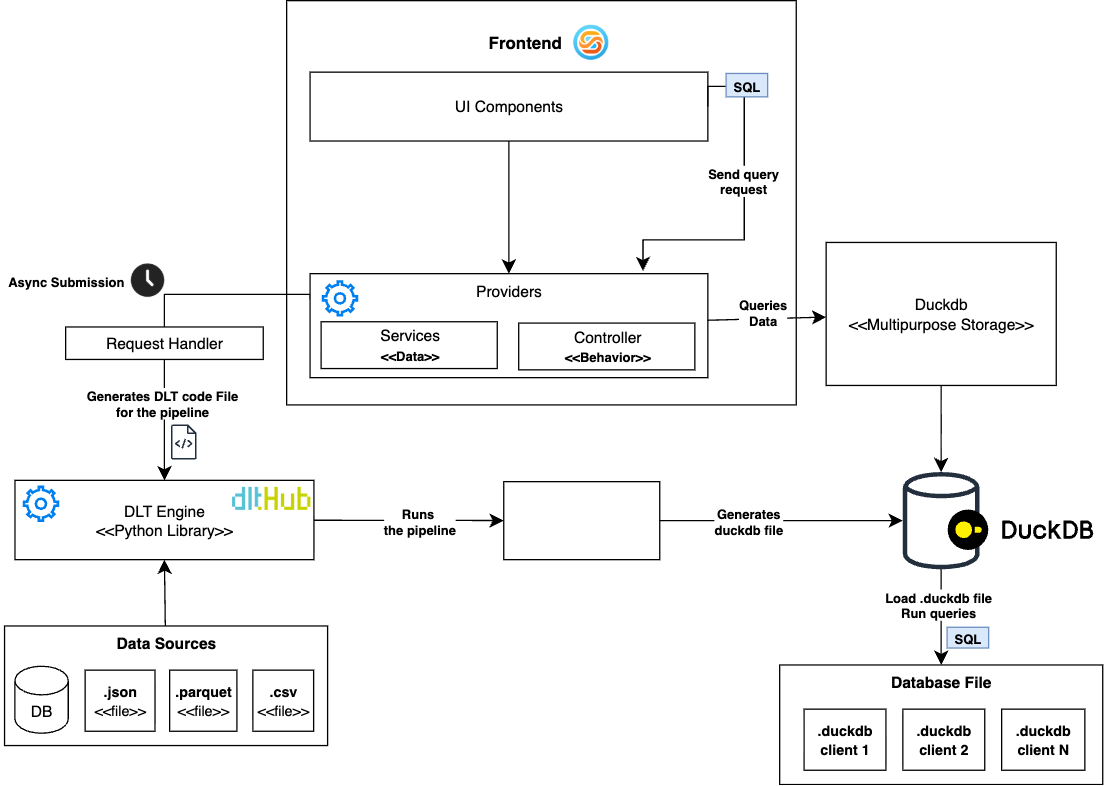 Frontend
UI Components
SQL
Send query
request
Async Submission
Providers
Services
<<Data>>
Controller
<<Behavior>>
Queries
Data
Duckdb
<<Multipurpose Storage>>
Request Handler
Generates DLT code File
for the pipeline
</>
DLT Engine
<<Python Library>>
dltHub
Runs
the pipeline
Generates
duckdb file
DuckDB
Load .duckdb file
Run queries
SQL
Data Sources
DB
.json
<<file>>
.parquet
<<file>>
.csv
<<file>>
Database File
.duckdb
client 1
.duckdb
client 2
.duckdb
client N